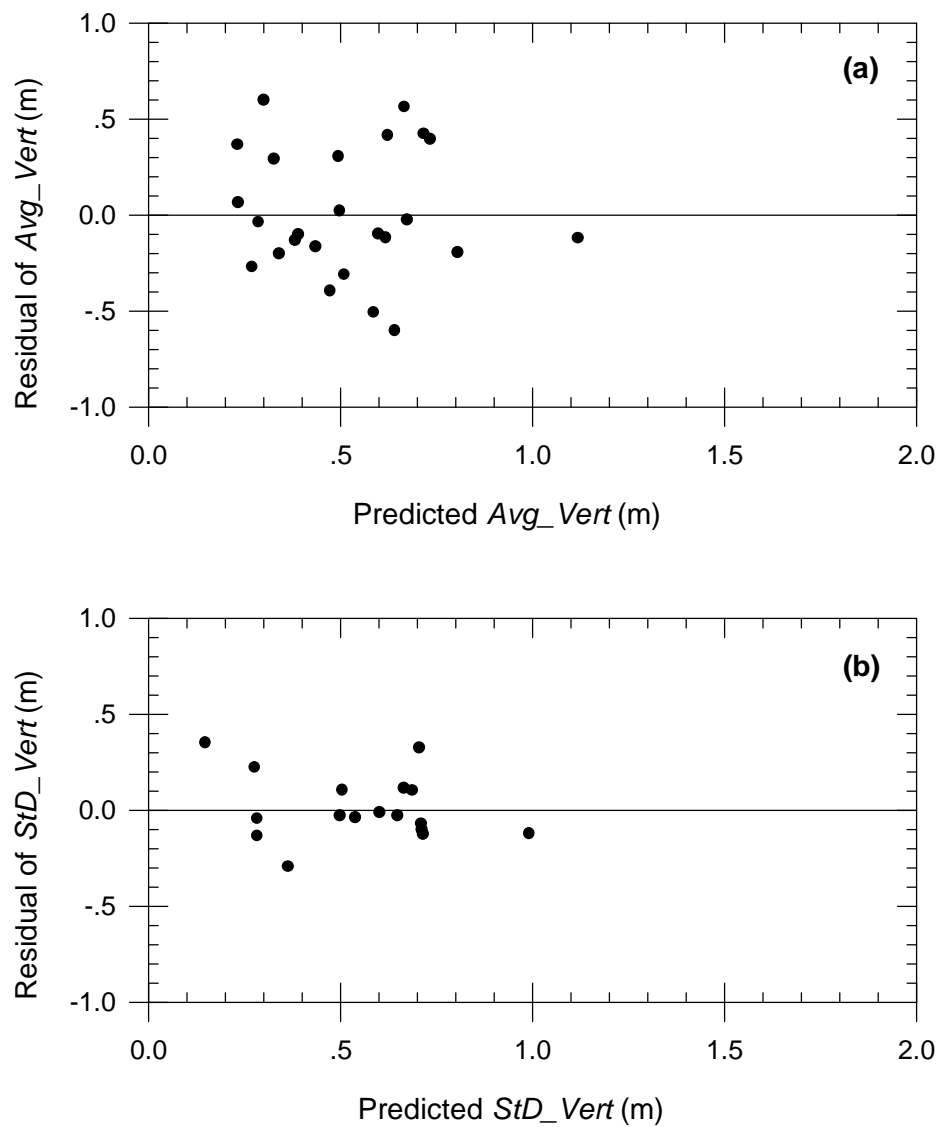 1.0
(a)
.5
0.0
-.5
-1.0
Residual of Avg_Vert (m)
0.0 .5 1.0 1.5 2.0
Predicted Avg_Vert (m)
1.0
(b)
.5
0.0
-.5
-1.0
Residual of StD_Vert (m)
0.0 .5 1.0 1.5 2.0
Predicted StD_Vert (m)